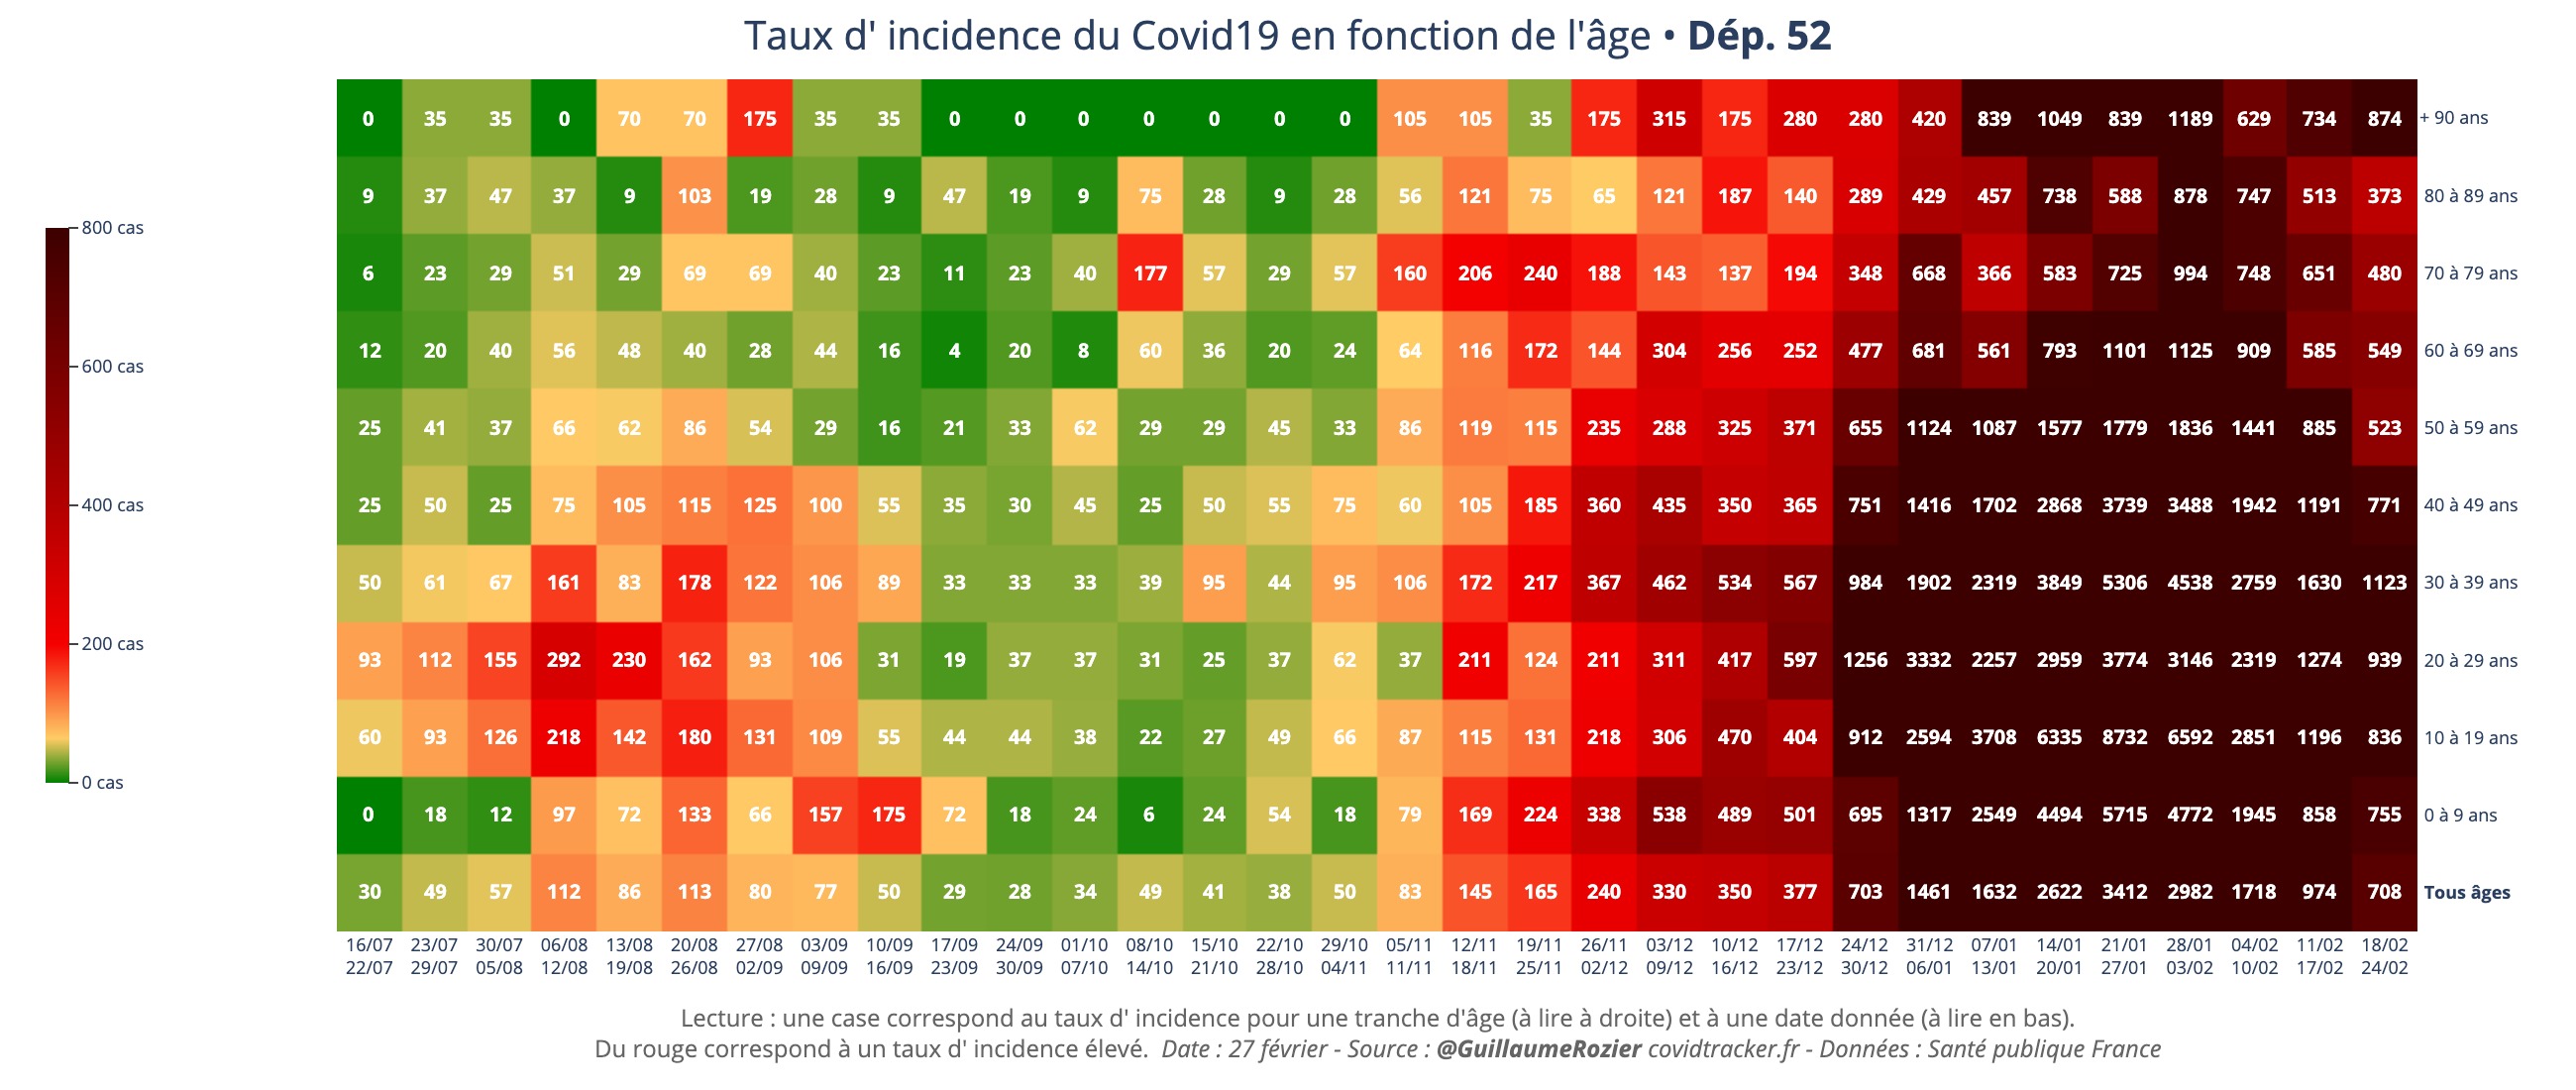 Taux d' incidence du Covid19 en fonction de l'âge • Dép. 52
0 35 35 0 70 70 175 35 35 0 0 0 0 0 0 0 105 105 35 175 315 175 280 280 420 839 1049 839 1189 629 734 874 + 90 ans
9 37 47 37 9 103 19 28 9 47 19 9 75 28 9 28 56 121 75 65 121 187 140 289 429 457 738 588 878 747 513 373 80 à 89 ans
800 cas
6 23 29 51 29 69 69 40 23 11 23 40 177 57 29 57 160 206 240 188 143 137 194 348 668 366 583 725 994 748 651 480 70 à 79 ans
12 20 40 56 48 40 28 44 16 4 20 8 60 36 20 24 64 116 172 144 304 256 252 477 681 561 793 1101 1125 909 585 549 60 à 69 ans
600 cas
25 41 37 66 62 86 54 29 16 21 33 62 29 29 45 33 86 119 115 235 288 325 371 655 1124 1087 1577 1779 1836 1441 885 523 50 à 59 ans
400 cas
25 50 25 75 105 115 125 100 55 35 30 45 25 50 55 75 60 105 185 360 435 350 365 751 1416 1702 2868 3739 3488 1942 1191 771 40 à 49 ans
50 61 67 161 83 178 122 106 89 33 33 33 39 95 44 95 106 172 217 367 462 534 567 984 1902 2319 3849 5306 4538 2759 1630 1123 30 à 39 ans
200 cas
93 112 155 292 230 162 93 106 31 19 37 37 31 25 37 62 37 211 124 211 311 417 597 1256 3332 2257 2959 3774 3146 2319 1274 939 20 à 29 ans
60 93 126 218 142 180 131 109 55 44 44 38 22 27 49 66 87 115 131 218 306 470 404 912 2594 3708 6335 8732 6592 2851 1196 836 10 à 19 ans
0 cas
0 18 12 97 72 133 66 157 175 72 18 24 6 24 54 18 79 169 224 338 538 489 501 695 1317 2549 4494 5715 4772 1945 858 755 0 à 9 ans
30 49 57 112 86 113 80 77 50 29 28 34 49 41 38 50 83 145 165 240 330 350 377 703 1461 1632 2622 3412 2982 1718 974 708 Tous âges
16/07 23/07 30/07 06/08 13/08 20/08 27/08 03/09 10/09 17/09 24/09 01/10 08/10 15/10 22/10 29/10 05/11 12/11 19/11 26/11 03/12 10/12 17/12 24/12 31/12 07/01 14/01 21/01 28/01 04/02 11/02 18/02
22/07 29/07 05/08 12/08 19/08 26/08 02/09 09/09 16/09 23/09 30/09 07/10 14/10 21/10 28/10 04/11 11/11 18/11 25/11 02/12 09/12 16/12 23/12 30/12 06/01 13/01 20/01 27/01 03/02 10/02 17/02 24/02
Lecture : une case correspond au taux d' incidence pour une tranche d'âge (à lire à droite) et à une date donnée (à lire en bas).
Du rouge correspond à un taux d' incidence élevé. Date : 27 février - Source : @GuillaumeRozier covidtracker.fr - Données : Santé publique France